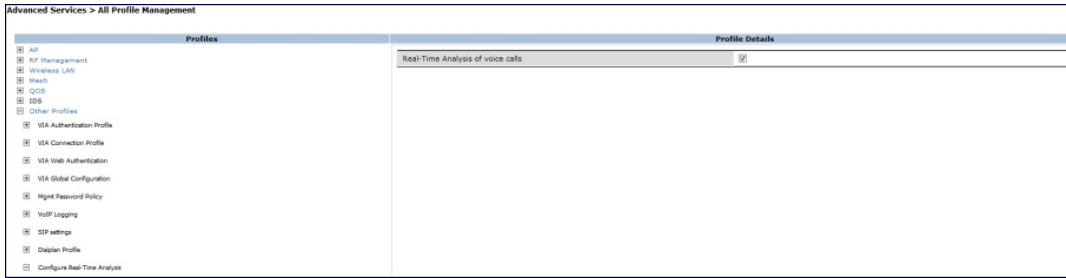 Advanced Services > All Profile Management
Profiles
Profile Details
AP
RF Management
Wireless LAN
Mesh
QOS
IDS
Other Profiles
VIA Authentication Profile
VIA Connection Profile
VIA Web Authentication
VIA Global Configuration
Mgmt Password Policy
VoIP Logging
SIP settings
Dialplan Profile
Configure Real-Time Analysis
Real-Time Analysis of voice calls